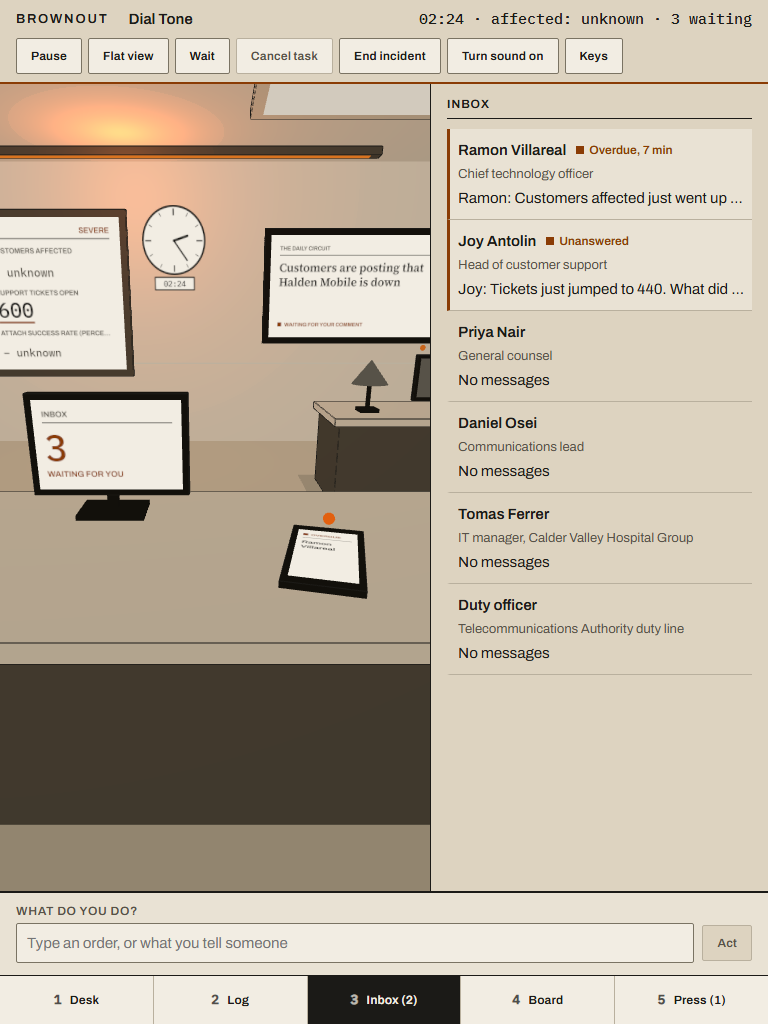 BROWNOUT Dial Tone
02:24 · affected: unknown · 3 waiting
Pause Flat view Wait Cancel task End incident Turn sound on Keys
SEVERE
STOMERS AFFECTED
unknown
UPPORT TICKETS OPEN
600
ATTACH SUCCESS RATE (PERCE...
– unknown
02:24
THE DAILY CIRCUIT
Customers are posting that
Halden Mobile is down
WAITING FOR YOUR COMMENT
INBOX
3
WAITING FOR YOU
Ramon
Villareal
INBOX
Ramon Villareal Overdue, 7 min
Chief technology officer
Ramon: Customers affected just went up ...
Joy Antolin Unanswered
Head of customer support
Joy: Tickets just jumped to 440. What did ...
Priya Nair
General counsel
No messages
Daniel Osei
Communications lead
No messages
Tomas Ferrer
IT manager, Calder Valley Hospital Group
No messages
Duty officer
Telecommunications Authority duty line
No messages
WHAT DO YOU DO?
Type an order, or what you tell someone
Act
1 Desk
2 Log
3 Inbox (2)
4 Board
5 Press (1)